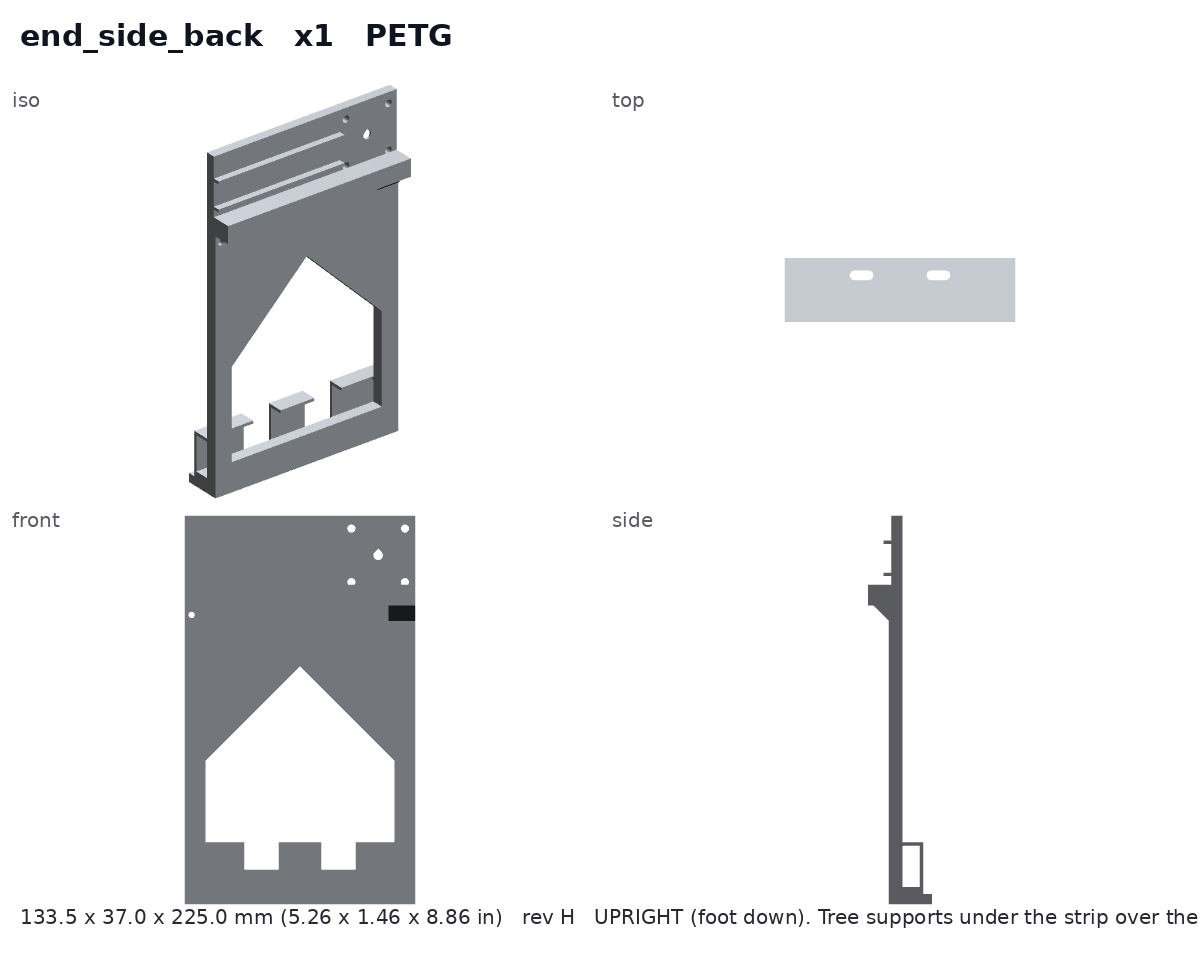 end_side_back   x1   PETG
iso
top
front
side
133.5 x 37.0 x 225.0 mm (5.26 x 1.46 x 8.86 in)   rev H   UPRIGHT (foot down). Tree supports under the strip over the